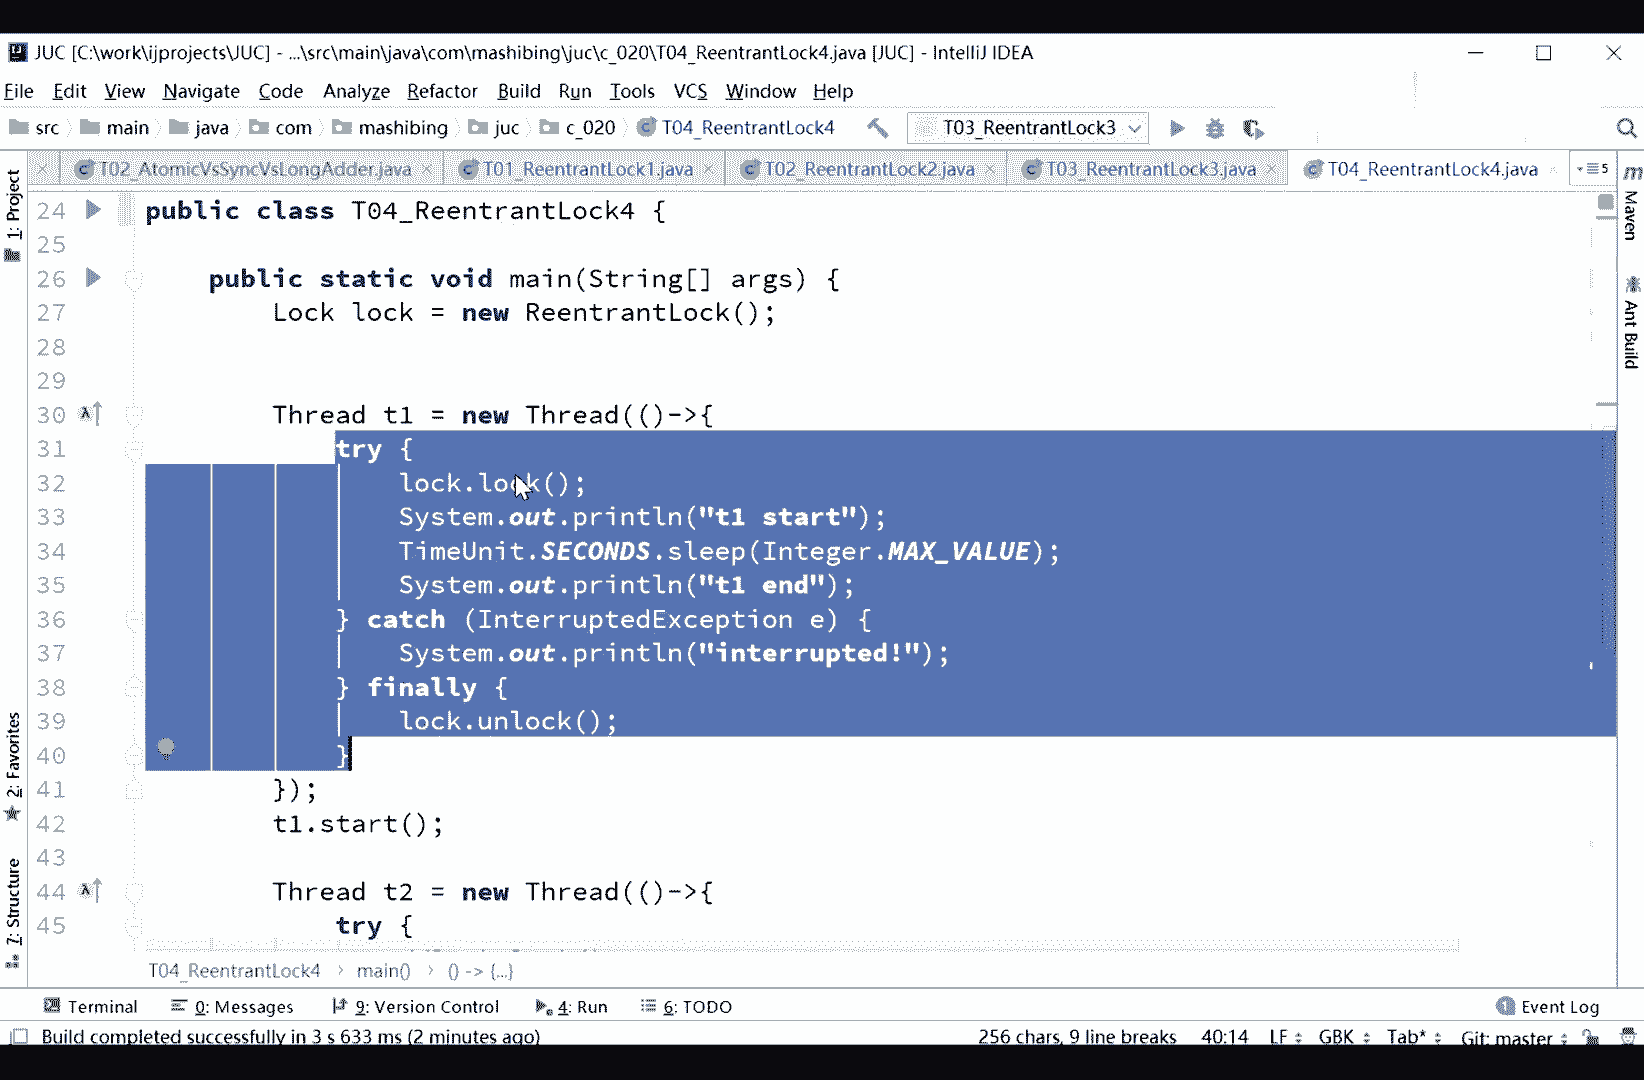 JUC [C:\work\ijprojects\JUC] - ...\src\main\java\com\mashibing\juc\c_020\T04_ReentrantLock4.java [JUC] - IntelliJ IDEA
File Edit View Navigate Code Analyze Refactor Build Run Tools VCS Window Help
src main java com mashibing juc c_020 T04_ReentrantLock4 T03_ReentrantLock3
T02_AtomicVsSyncVsLongAdder.java T01_ReentrantLock1.java T02_ReentrantLock2.java T03_ReentrantLock3.java T04_ReentrantLock4.java 5
1: Project
2: Favorites
7: Structure
Maven
Ant Build
24 public class T04_ReentrantLock4 {
25
26 public static void main(String[] args) {
27 Lock lock = new ReentrantLock();
28
29
30 Thread t1 = new Thread(()->{
31 try {
32 lock.lock();
33 System.out.println("t1 start");
34 TimeUnit.SECONDS.sleep(Integer.MAX_VALUE);
35 System.out.println("t1 end");
36 } catch (InterruptedException e) {
37 System.out.println("interrupted!");
38 } finally {
39 lock.unlock();
40 }
41 });
42 t1.start();
43
44 Thread t2 = new Thread(()->{
45 try {
T04_ReentrantLock4 › main() › () -> {...}
Terminal 0: Messages 9: Version Control 4: Run 6: TODO 1 Event Log
Build completed successfully in 3 s 633 ms (2 minutes ago) 256 chars, 9 line breaks 40:14 LF GBK Tab* Git: master